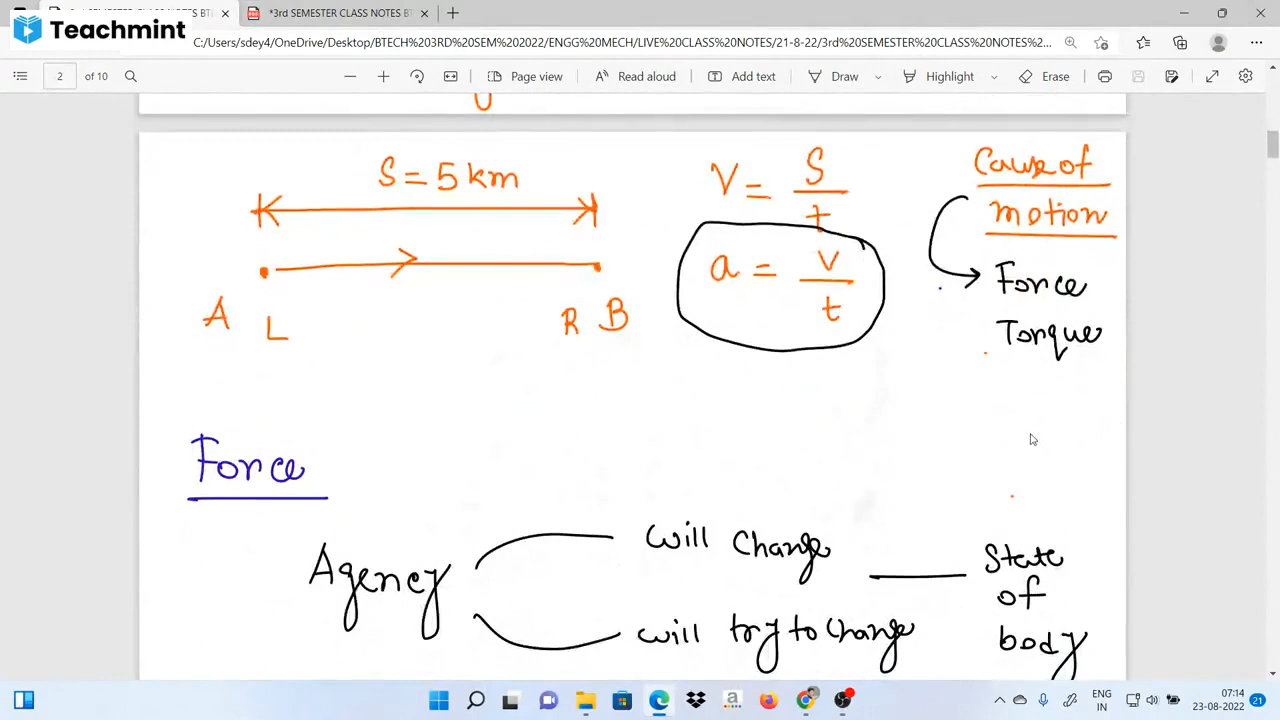 *3rd SEMESTER CLASS NOTES BT
Teachmint
C:/Users/sdey4/OneDrive/Desktop/BTECH%203RD%20SEM%202022/ENGG%20MECH/LIVE%20CLASS%20NOTES/21-8-22/3rd%20SEMESTER%20CLASS%20NOTES%...
2 of 10
Page view
Read aloud
Add text
Draw
Highlight
Erase
S = 5 km
V = S/t
Cause of
motion
a = v/t
Force
Torque
A L
R B
Force
Agency
will change
will try to change
State
of
body
ENG
IN
07:14
23-08-2022
21